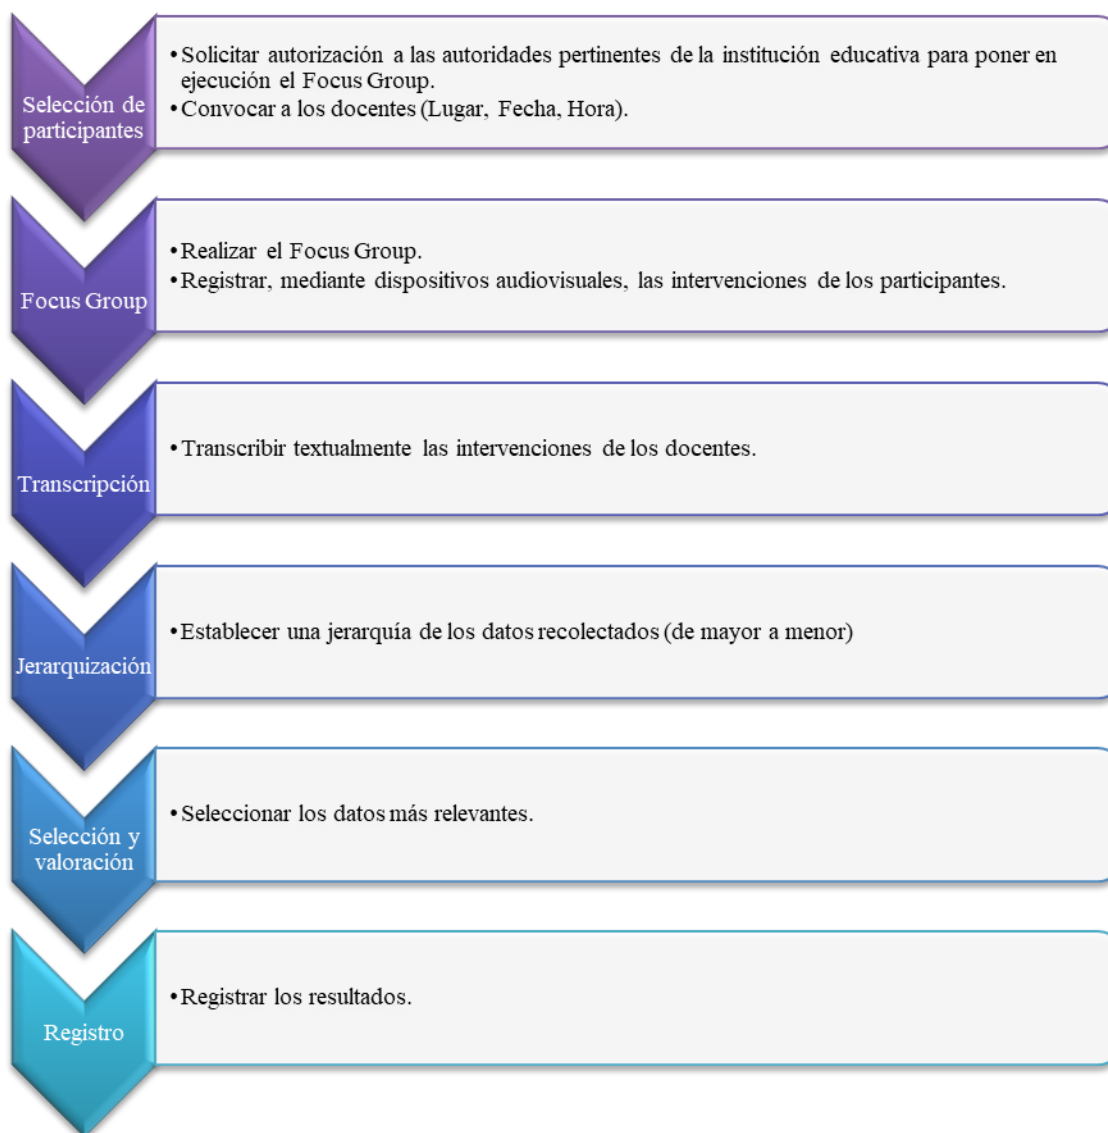 Selección de
participantes
•Solicitar autorización a las autoridades pertinentes de la institución educativa para poner en
ejecución el Focus Group.
•Convocar a los docentes (Lugar, Fecha, Hora).
Focus Group
•Realizar el Focus Group.
•Registrar, mediante dispositivos audiovisuales, las intervenciones de los participantes.
Transcripción
•Transcribir textualmente las intervenciones de los docentes.
Jerarquización
•Establecer una jerarquía de los datos recolectados (de mayor a menor)
Selección y
valoración
•Seleccionar los datos más relevantes.
Registro
•Registrar los resultados.